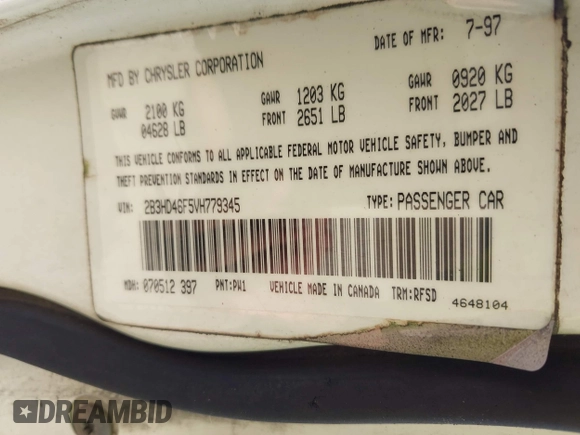 MFD BY CHRYSLER CORPORATION DATE OF MFR: 7-97
GVWR 2100 KG 04628 LB GAWR FRONT 1203 KG 2651 LB GAWR FRONT 0920 KG 2027 LB
THIS VEHICLE CONFORMS TO ALL APPLICABLE FEDERAL MOTOR VEHICLE SAFETY, BUMPER AND
THEFT PREVENTION STANDARDS IN EFFECT ON THE DATE OF MANUFACTURE SHOWN ABOVE.
VIN: 2B3HD46F5VH779345 TYPE: PASSENGER CAR
MDH: 070512 397 PNT:PW1 VEHICLE MADE IN CANADA TRM:RFSD
4648104
DREAMBID